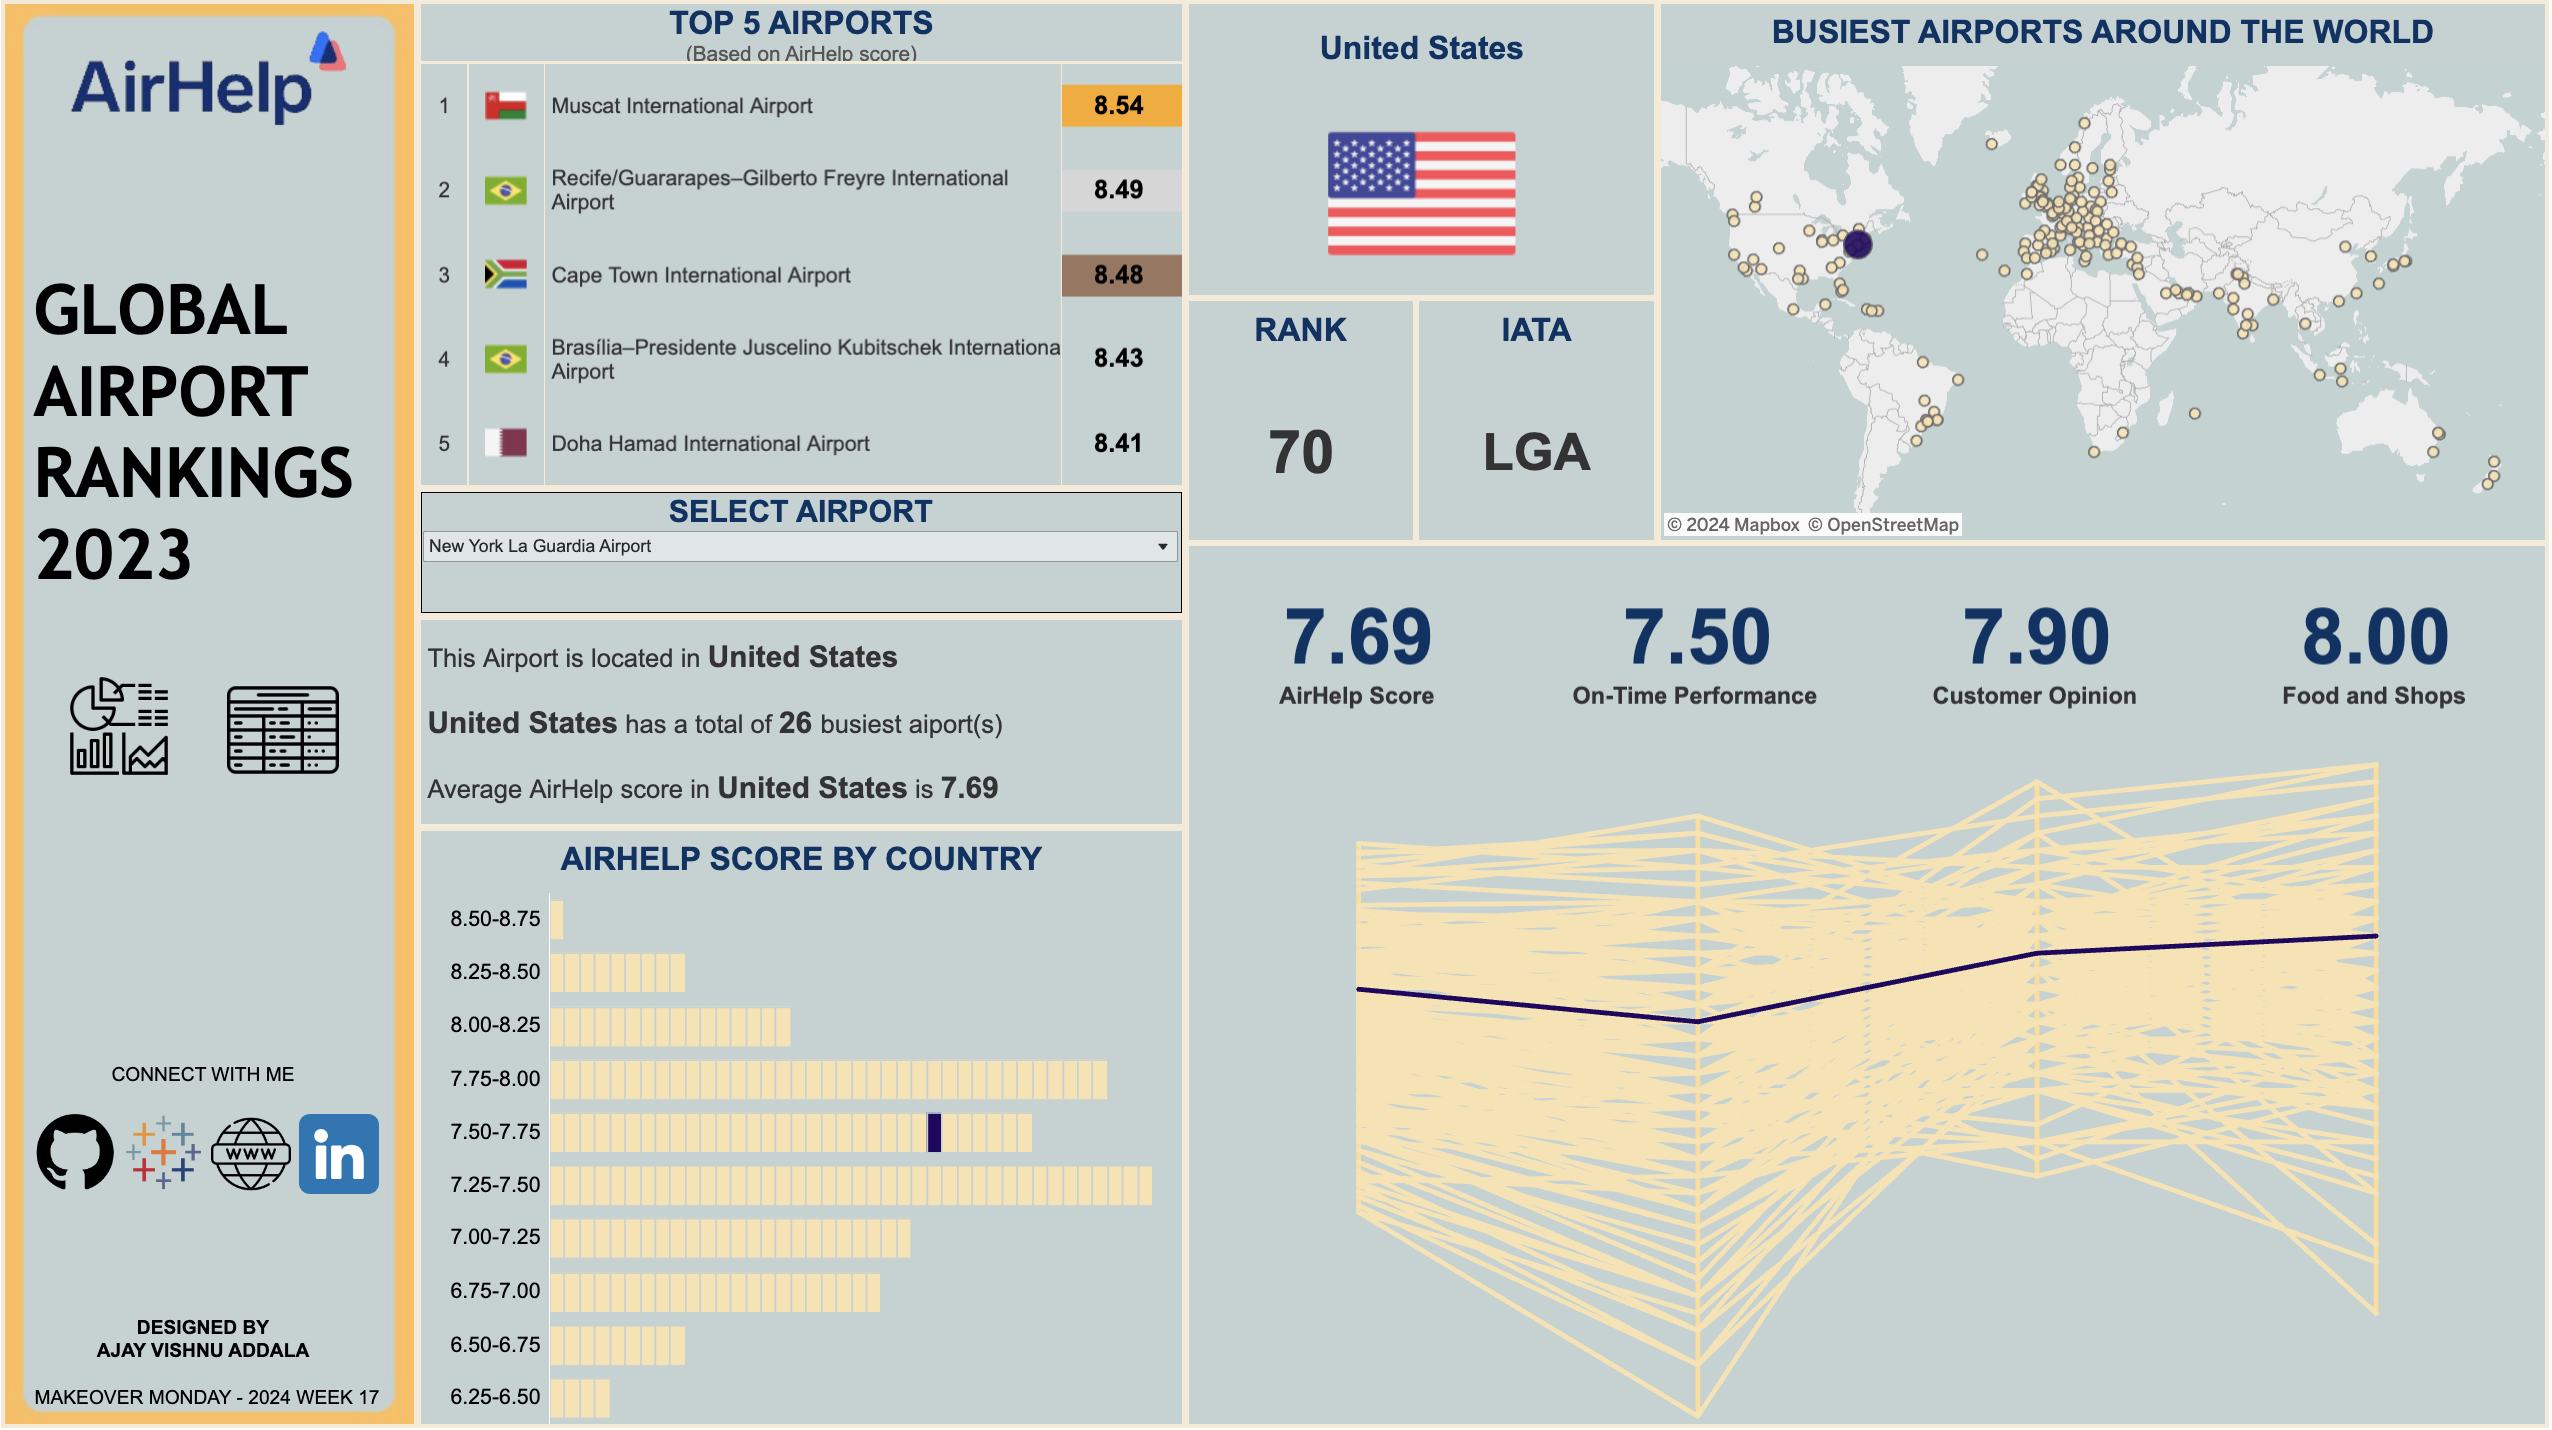 AirHelp
GLOBAL
AIRPORT
RANKINGS
2023
CONNECT WITH ME
WWW
in
DESIGNED BY
AJAY VISHNU ADDALA
MAKEOVER MONDAY - 2024 WEEK 17
TOP 5 AIRPORTS
(Based on AirHelp score)
1 Muscat International Airport 8.54
2 Recife/Guararapes–Gilberto Freyre International
Airport 8.49
3 Cape Town International Airport 8.48
4 Brasília–Presidente Juscelino Kubitschek Internationa
Airport 8.43
5 Doha Hamad International Airport 8.41
SELECT AIRPORT
New York La Guardia Airport
This Airport is located in United States
United States has a total of 26 busiest aiport(s)
Average AirHelp score in United States is 7.69
AIRHELP SCORE BY COUNTRY
8.50-8.75
8.25-8.50
8.00-8.25
7.75-8.00
7.50-7.75
7.25-7.50
7.00-7.25
6.75-7.00
6.50-6.75
6.25-6.50
United States
RANK
70
IATA
LGA
BUSIEST AIRPORTS AROUND THE WORLD
© 2024 Mapbox © OpenStreetMap
7.69
AirHelp Score
7.50
On-Time Performance
7.90
Customer Opinion
8.00
Food and Shops